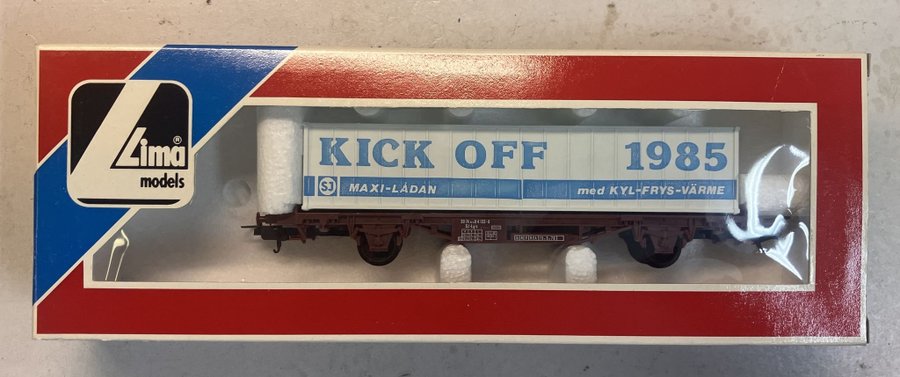 Lima®
models
KICK OFF 1985
SJ MAXI-LÅDAN med KYL-FRYS-VÄRME